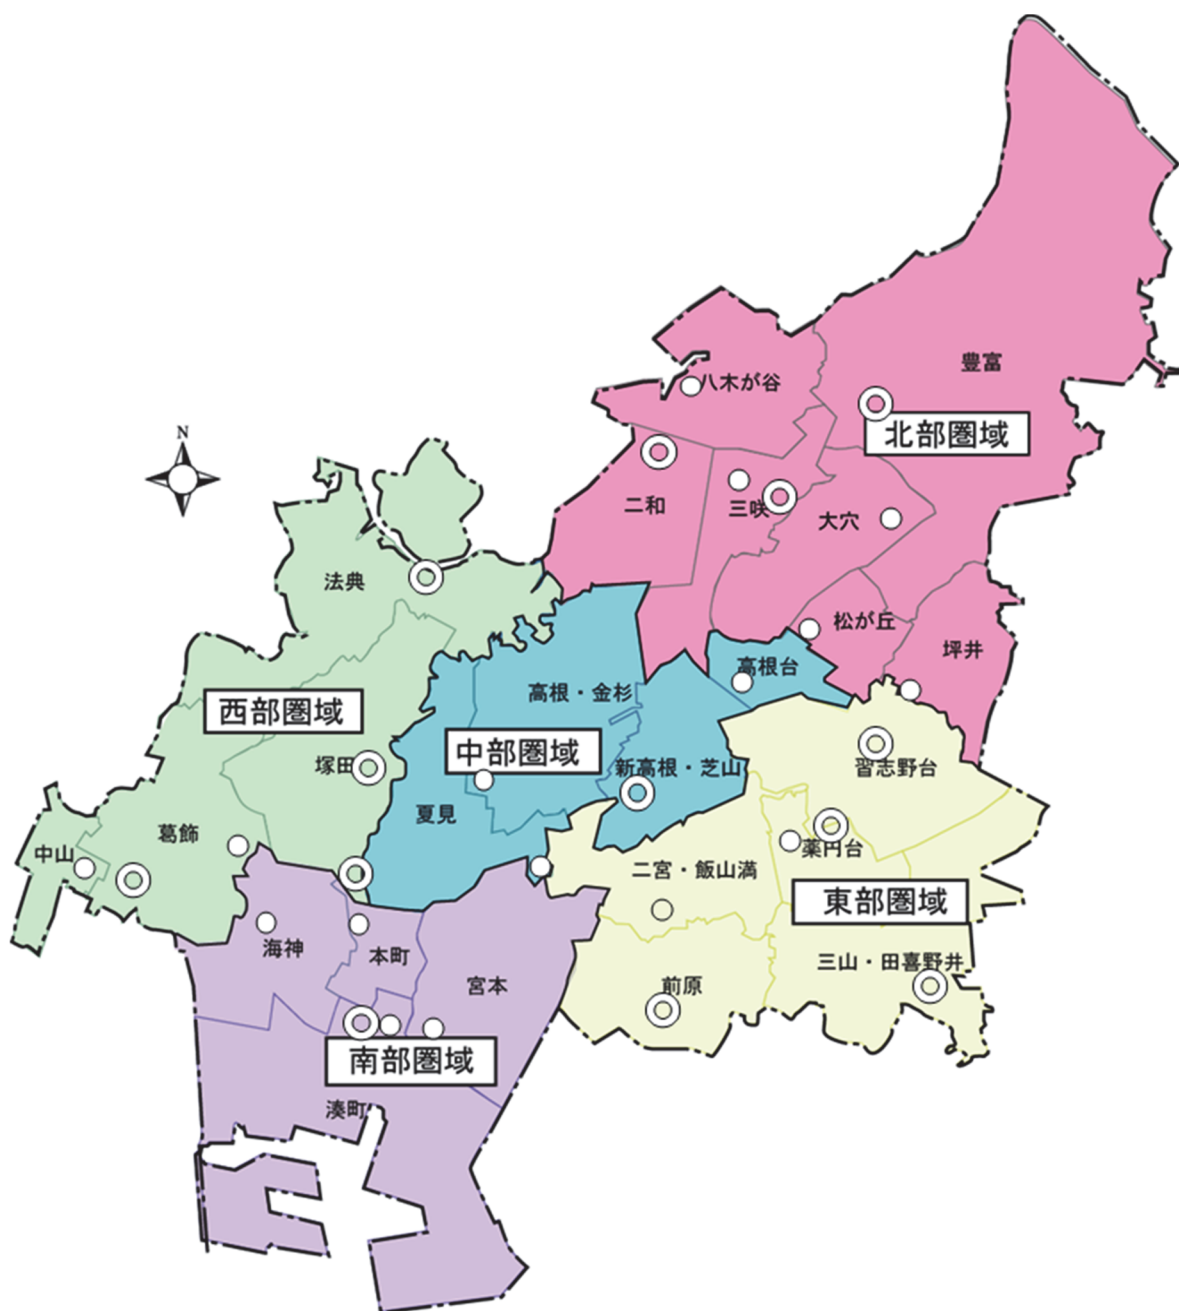 豊富
八木が谷
北部圏域
N
二和
三咲
大穴
法典
松が丘
坪井
高根台
高根・金杉
西部圏域
中部圏域
塚田
新高根・芝山
習志野台
夏見
葛飾
中山
薬円台
二宮・飯山満
東部圏域
海神
本町
三山・田喜野井
宮本
前原
南部圏域
湊町